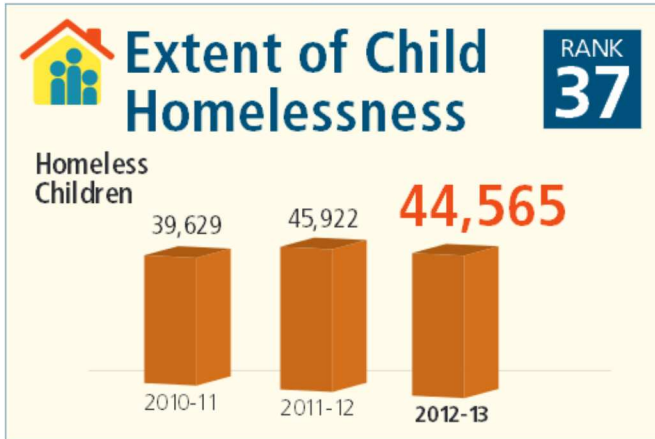 Extent of Child
Homelessness
RANK
37
Homeless
Children
39,629
45,922
44,565
2010-11
2011-12
2012-13